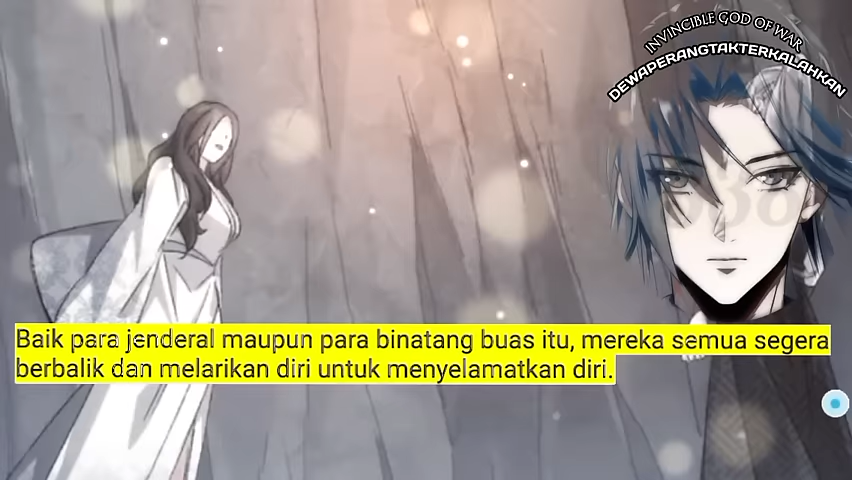 INVINCIBLE GOD OF WAR
DEWAPERANGTAKTERKALAHKAN
Baik para jenderal maupun para binatang buas itu, mereka semua segera
berbalik dan melarikan diri untuk menyelamatkan diri.